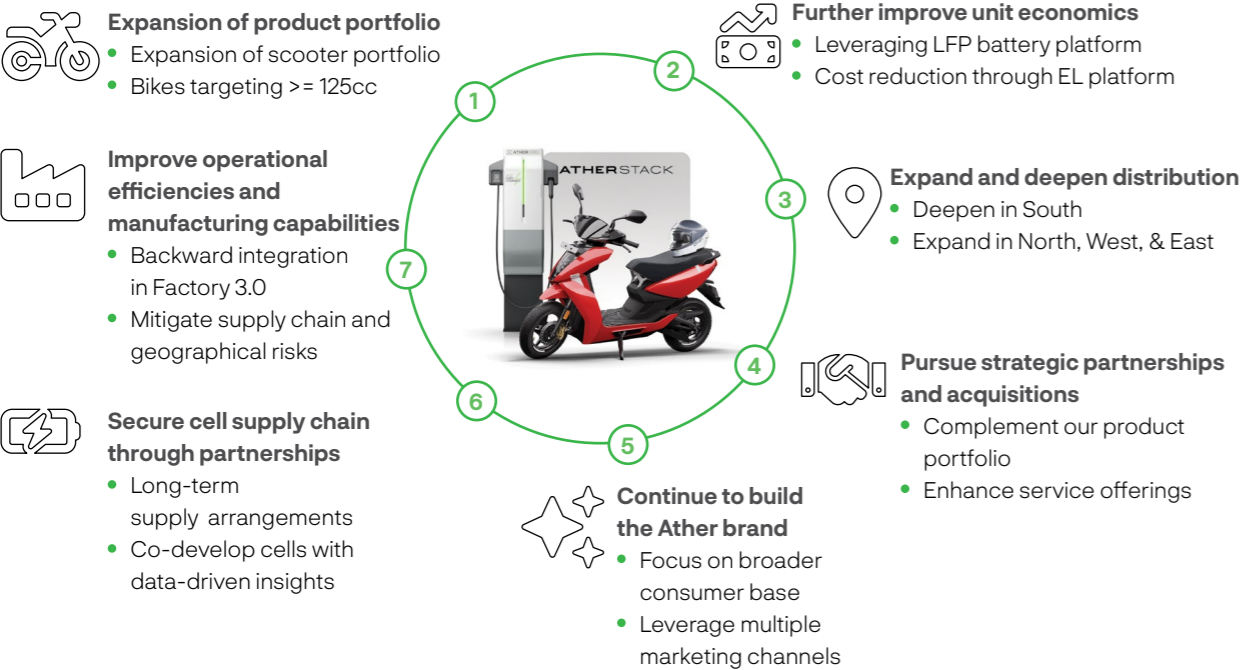 Expansion of product portfolio
• Expansion of scooter portfolio
• Bikes targeting >= 125cc
1
2
Further improve unit economics
• Leveraging LFP battery platform
• Cost reduction through EL platform
3
Expand and deepen distribution
• Deepen in South
• Expand in North, West, & East
4
Pursue strategic partnerships
and acquisitions
• Complement our product
portfolio
• Enhance service offerings
5
Continue to build
the Ather brand
• Focus on broader
consumer base
• Leverage multiple
marketing channels
6
Secure cell supply chain
through partnerships
• Long-term
supply arrangements
• Co-develop cells with
data-driven insights
7
Improve operational
efficiencies and
manufacturing capabilities
• Backward integration
in Factory 3.0
• Mitigate supply chain and
geographical risks
ATHERSTACK